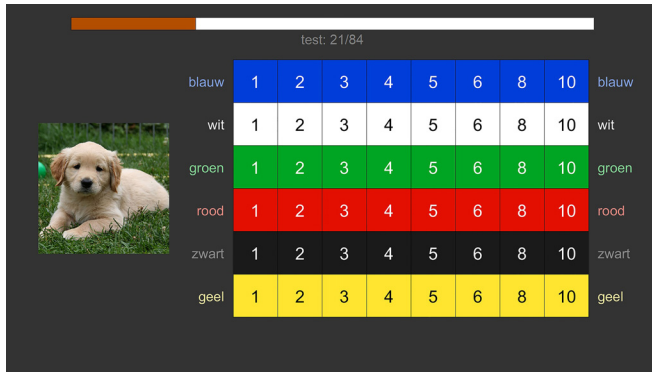 test: 21/84
blauw 1 2 3 4 5 6 8 10 blauw
wit 1 2 3 4 5 6 8 10 wit
groen 1 2 3 4 5 6 8 10 groen
rood 1 2 3 4 5 6 8 10 rood
zwart 1 2 3 4 5 6 8 10 zwart
geel 1 2 3 4 5 6 8 10 geel